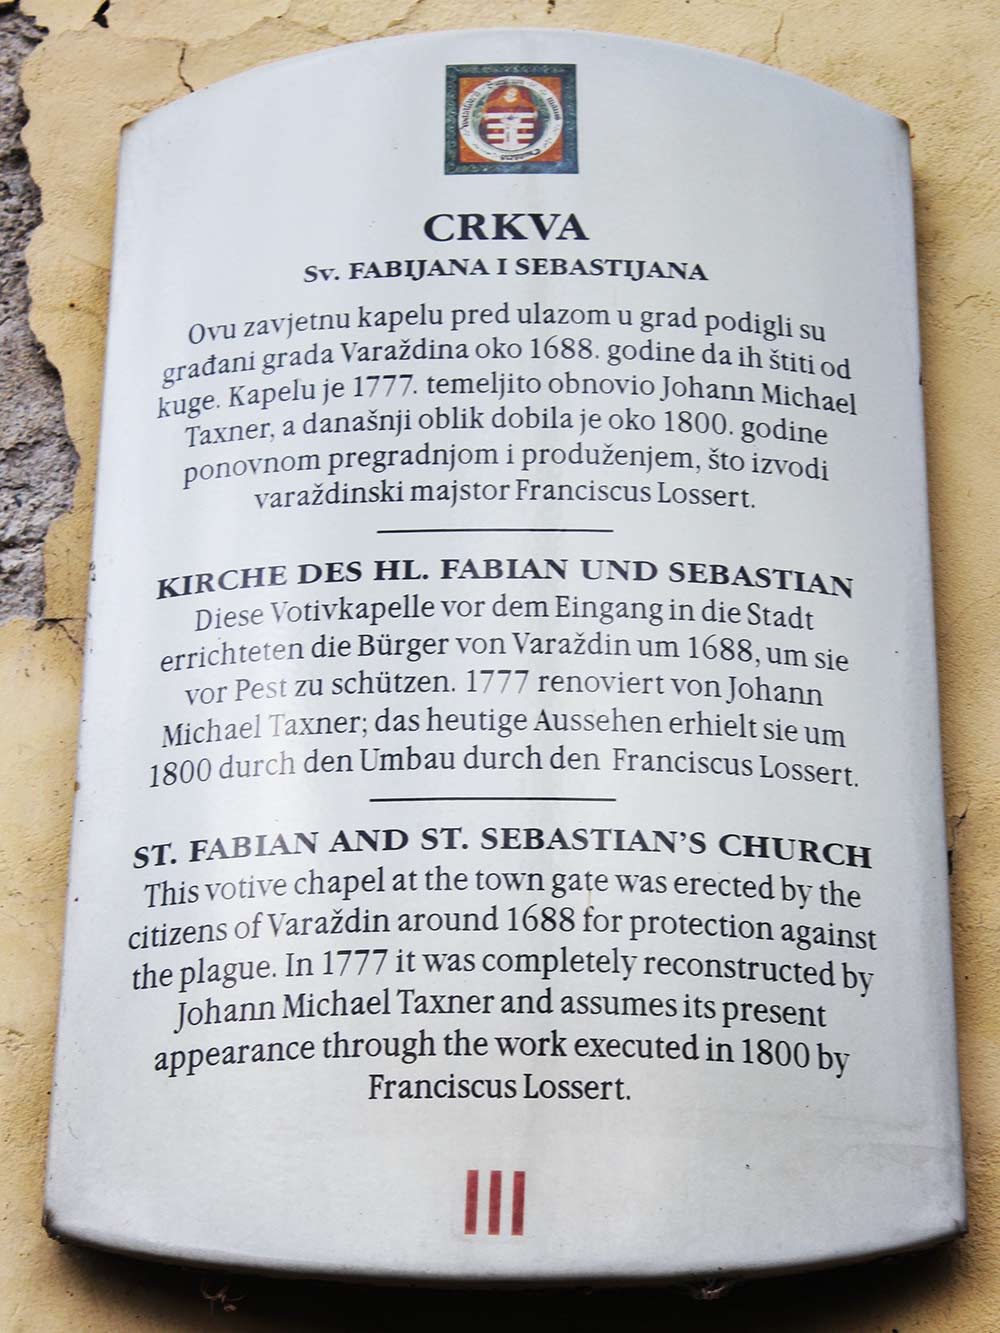 CRKVA
Sv. FABIJANA I SEBASTIJANA
Ovu zavjetnu kapelu pred ulazom u grad podigli su
građani grada Varaždina oko 1688. godine da ih štiti od
kuge. Kapelu je 1777. temeljito obnovio Johann Michael
Taxner, a današnji oblik dobila je oko 1800. godine
ponovnom pregradnjom i produženjem, što izvodi
varaždinski majstor Franciscus Lossert.
KIRCHE DES HL. FABIAN UND SEBASTIAN
Diese Votivkapelle vor dem Eingang in die Stadt
errichteten die Bürger von Varaždin um 1688, um sie
vor Pest zu schützen. 1777 renoviert von Johann
Michael Taxner; das heutige Aussehen erhielt sie um
1800 durch den Umbau durch den Franciscus Lossert.
ST. FABIAN AND ST. SEBASTIAN'S CHURCH
This votive chapel at the town gate was erected by the
citizens of Varaždin around 1688 for protection against
the plague. In 1777 it was completely reconstructed by
Johann Michael Taxner and assumes its present
appearance through the work executed in 1800 by
Franciscus Lossert.
III